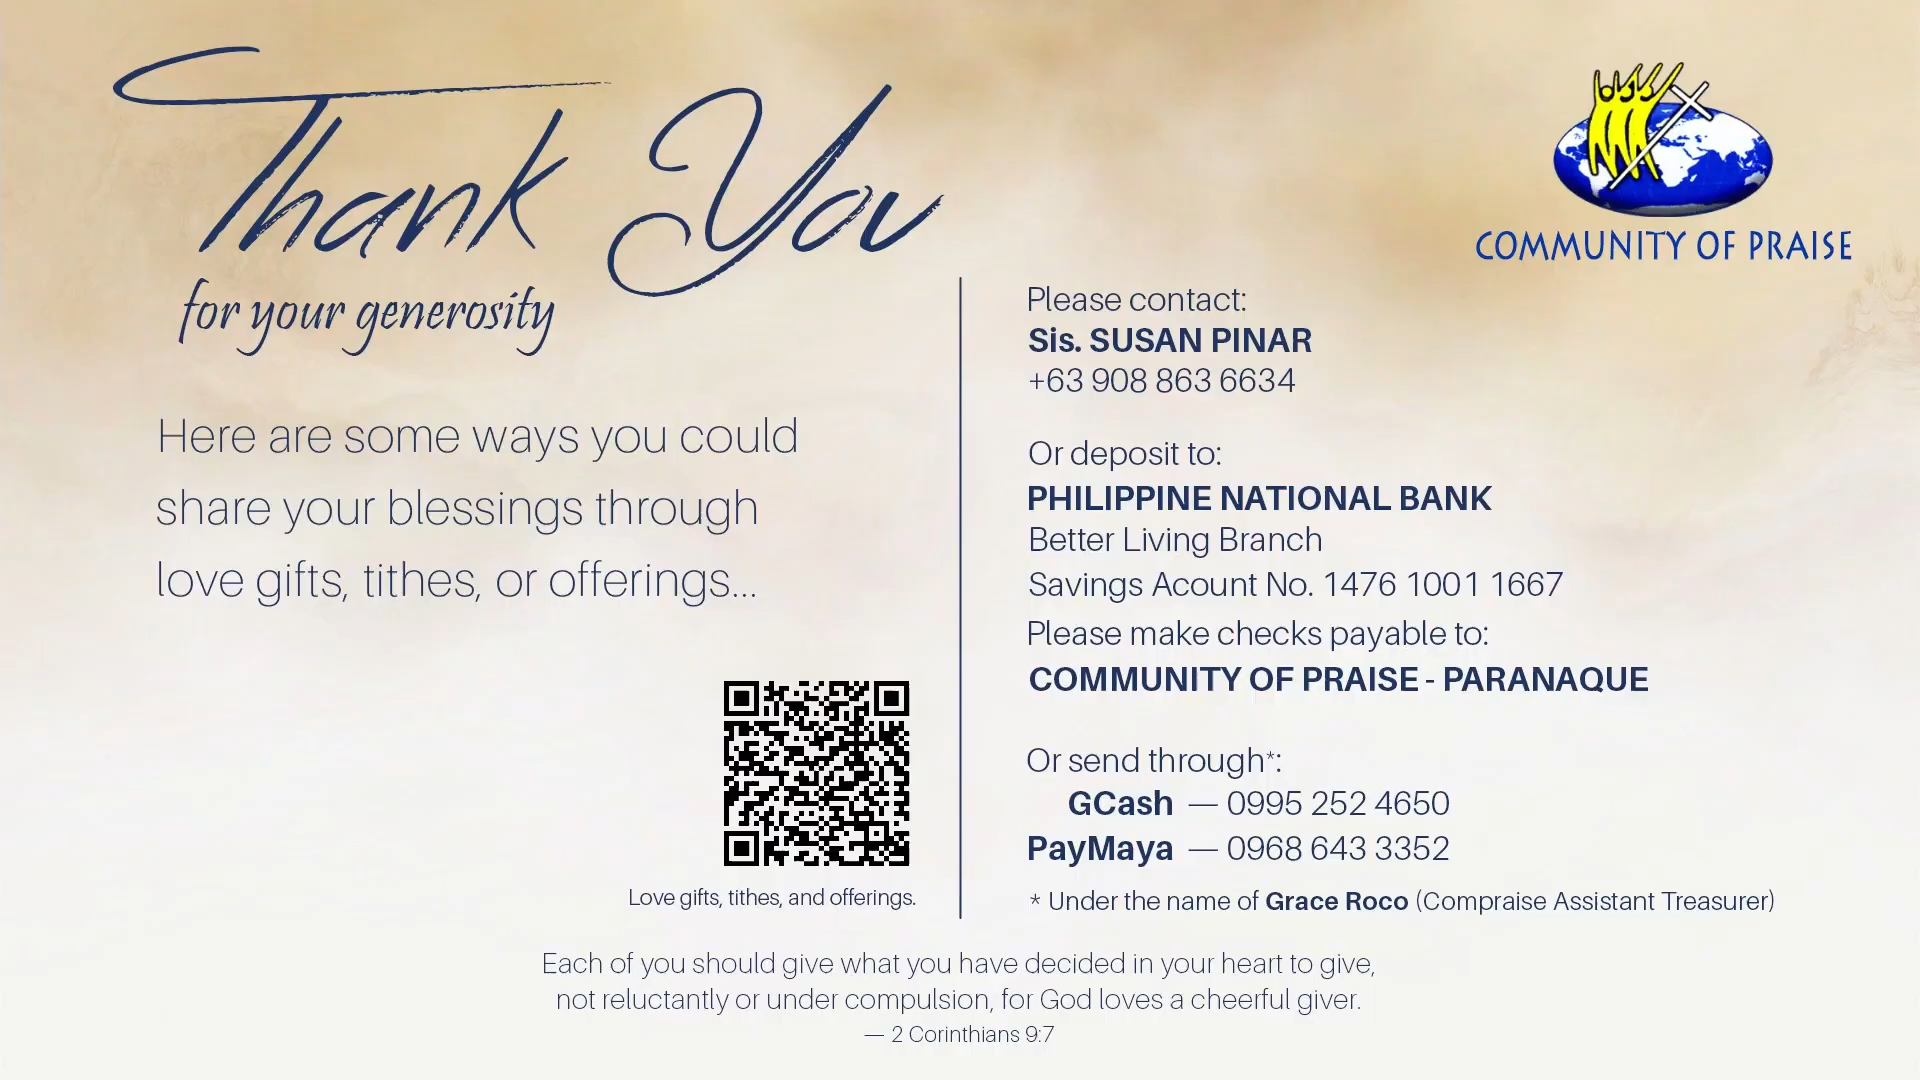 Thank You
for your generosity
Here are some ways you could
share your blessings through
love gifts, tithes, or offerings...
Love gifts, tithes, and offerings.
COMMUNITY OF PRAISE
Please contact:
Sis. SUSAN PINAR
+63 908 863 6634
Or deposit to:
PHILIPPINE NATIONAL BANK
Better Living Branch
Savings Acount No. 1476 1001 1667
Please make checks payable to:
COMMUNITY OF PRAISE - PARANAQUE
Or send through*:
GCash — 0995 252 4650
PayMaya — 0968 643 3352
* Under the name of Grace Roco (Compraise Assistant Treasurer)
Each of you should give what you have decided in your heart to give,
not reluctantly or under compulsion, for God loves a cheerful giver.
— 2 Corinthians 9:7